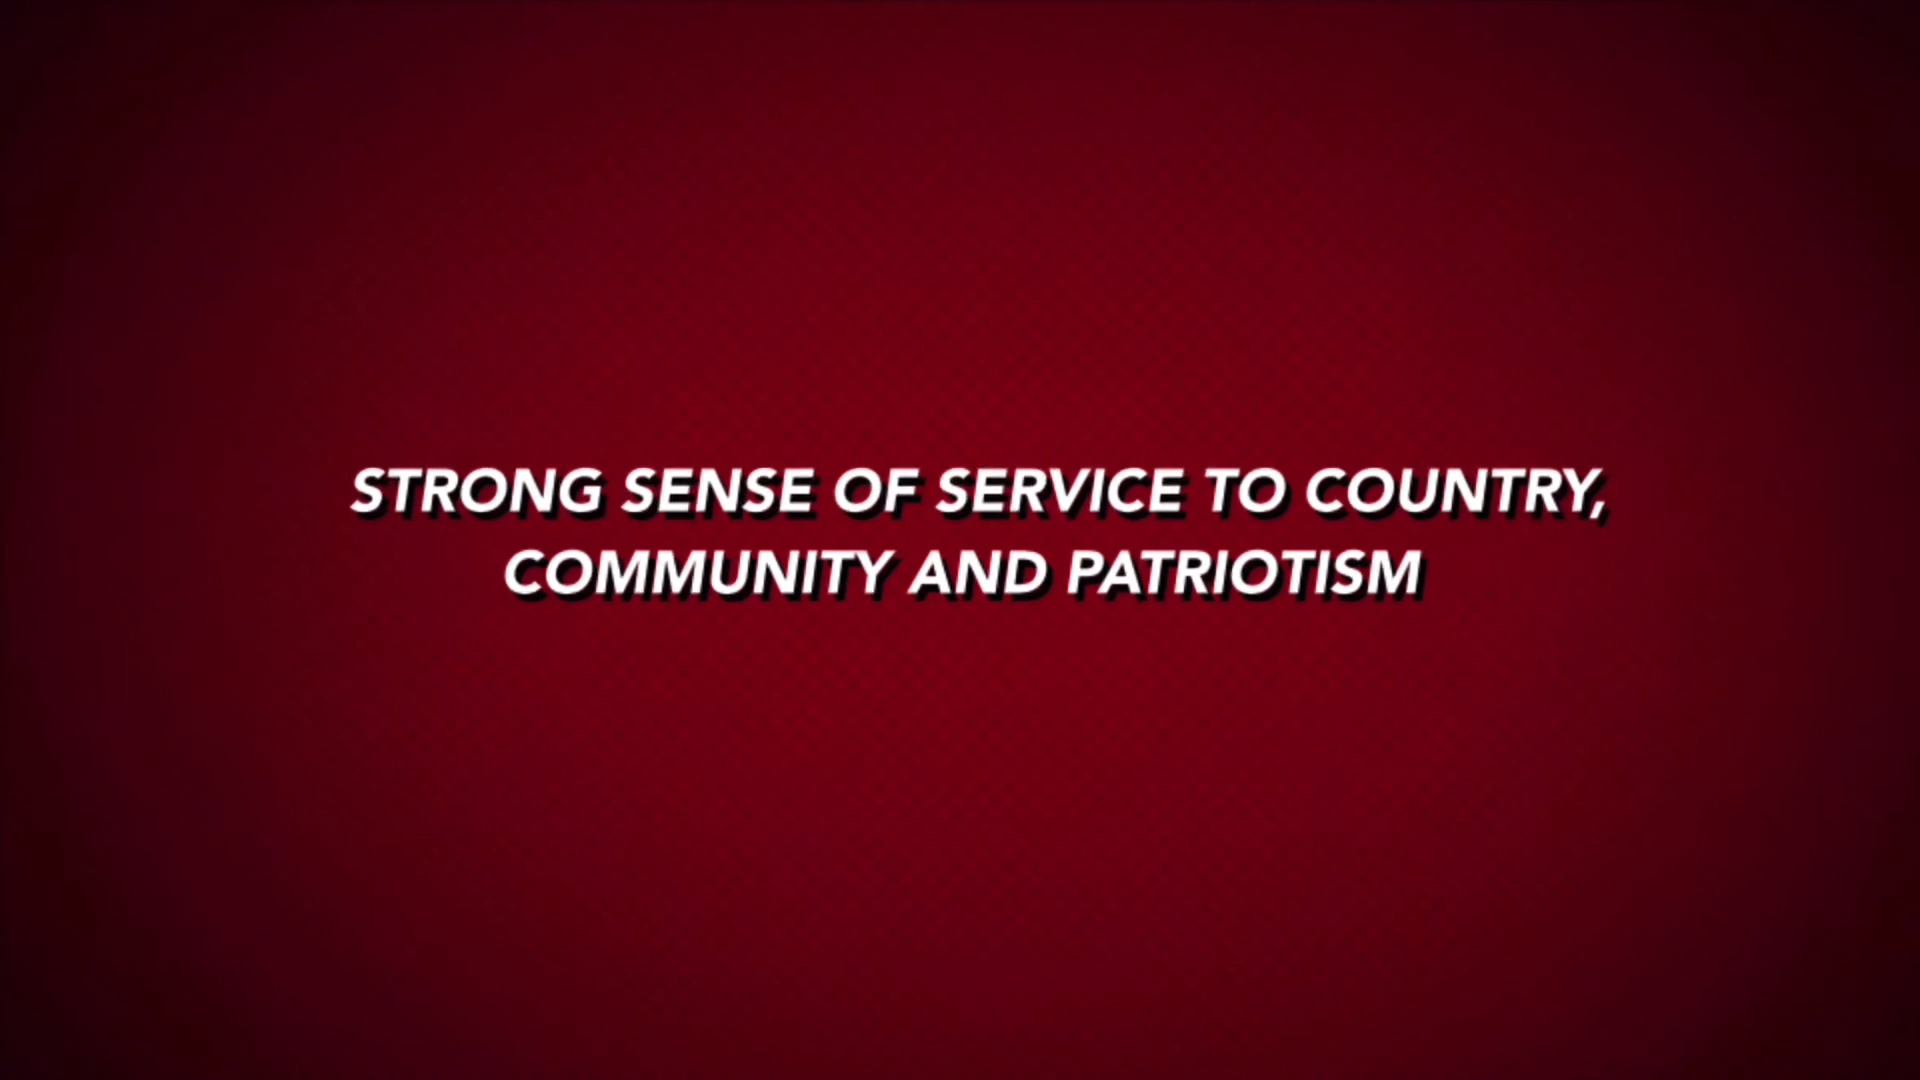 STRONG SENSE OF SERVICE TO COUNTRY,
COMMUNITY AND PATRIOTISM